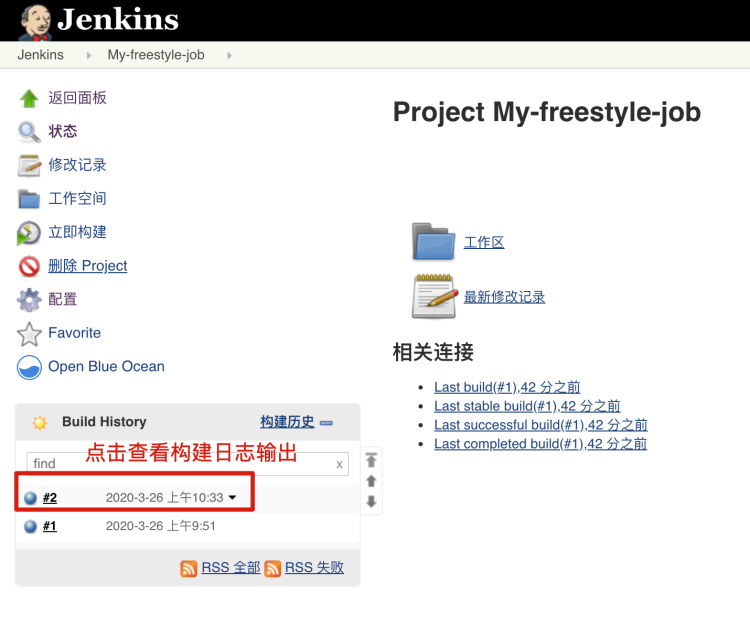 Jenkins
Jenkins
My-freestyle-job
返回面板
状态
修改记录
工作空间
立即构建
删除 Project
配置
Favorite
Open Blue Ocean
Build History
构建历史
点击查看构建日志输出
find
x
#2
2020-3-26 上午10:33
#1
2020-3-26 上午9:51
RSS 全部
RSS 失败
Project My-freestyle-job
工作区
最新修改记录
相关连接
Last build(#1),42 分之前
Last stable build(#1),42 分之前
Last successful build(#1),42 分之前
Last completed build(#1),42 分之前